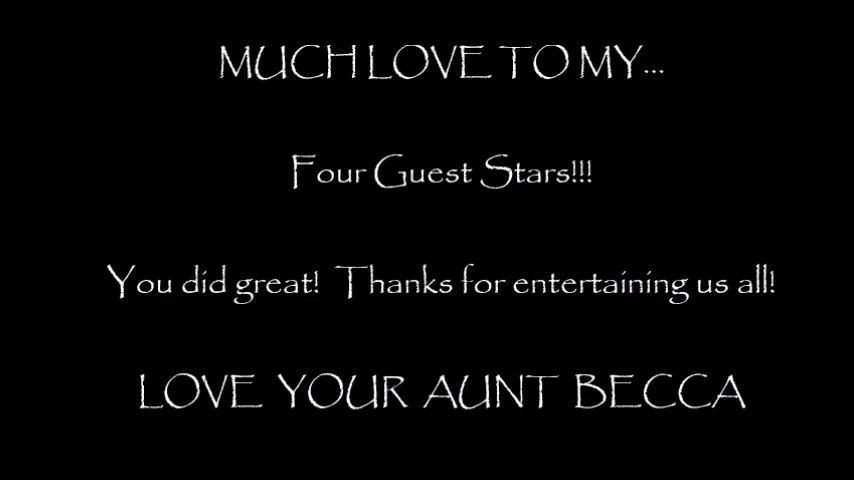 MUCH LOVE TO MY...
Four Guest Stars!!!
You did great! Thanks for entertaining us all!
LOVE YOUR AUNT BECCA